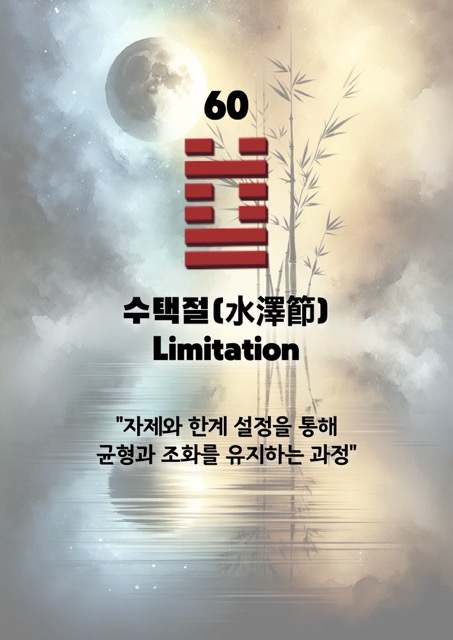 60
수택절(水澤節)
Limitation
"자제와 한계 설정을 통해
균형과 조화를 유지하는 과정"